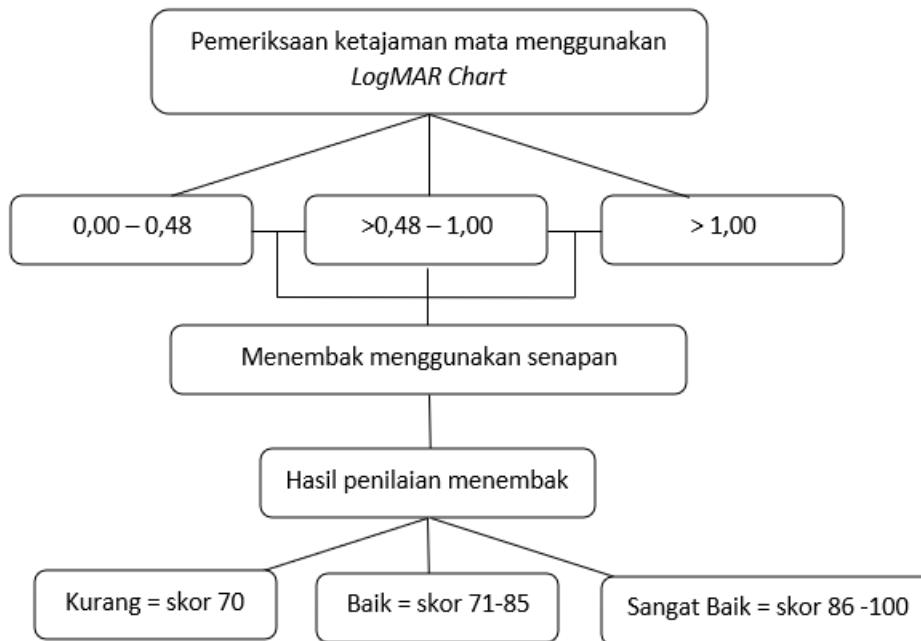 Pemeriksaan ketajaman mata menggunakan
LogMAR Chart
0,00 – 0,48
>0,48 – 1,00
> 1,00
Menembak menggunakan senapan
Hasil penilaian menembak
Kurang = skor 70
Baik = skor 71-85
Sangat Baik = skor 86 -100